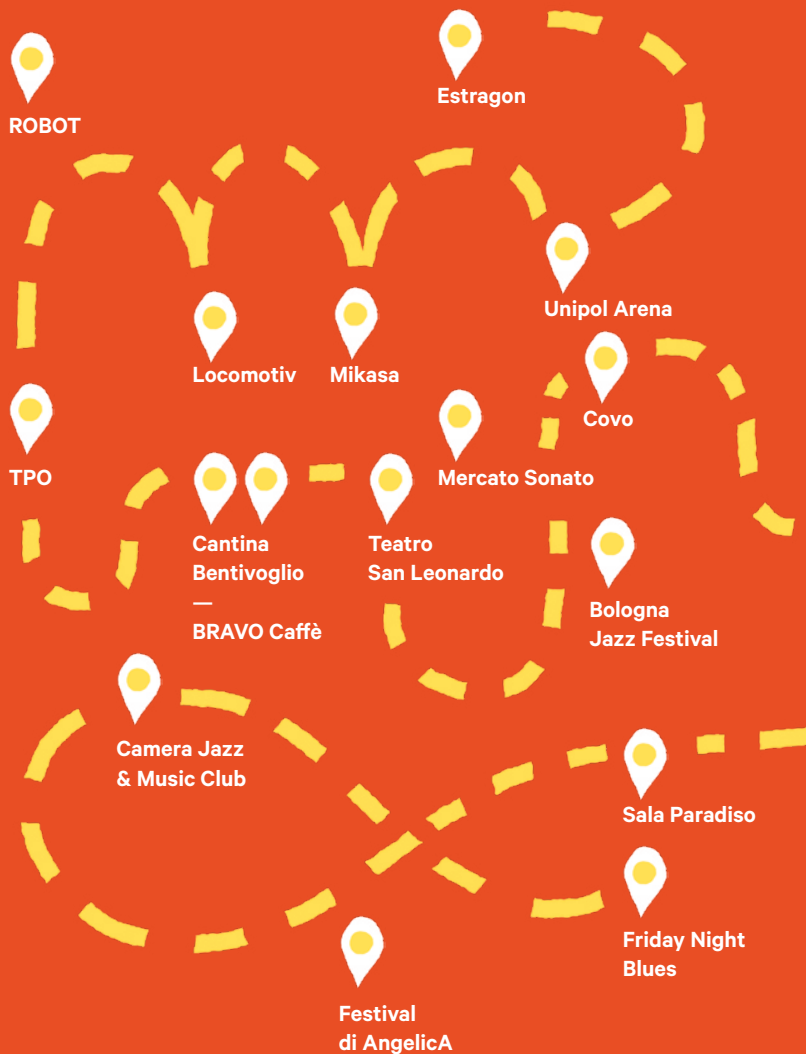 Estragon
ROBOT
Unipol Arena
Locomotiv
Mikasa
Covo
TPO
Mercato Sonato
Cantina
Bentivoglio
—
BRAVO Caffè
Teatro
San Leonardo
Bologna
Jazz Festival
Camera Jazz
& Music Club
Sala Paradiso
Friday Night
Blues
Festival
di AngelicA